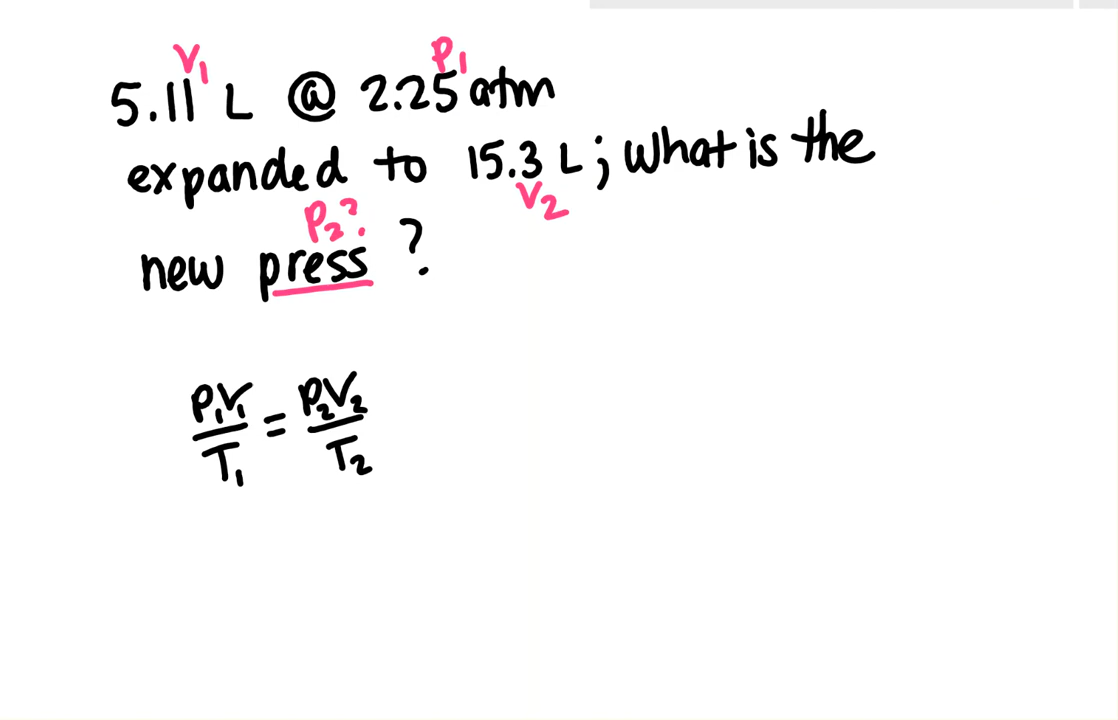 V₁ P₁
5.11 L @ 2.25 atm
expanded to 15.3 L; what is the
V₂
P₂?
new press ?
P₁V₁/T₁ = P₂V₂/T₂